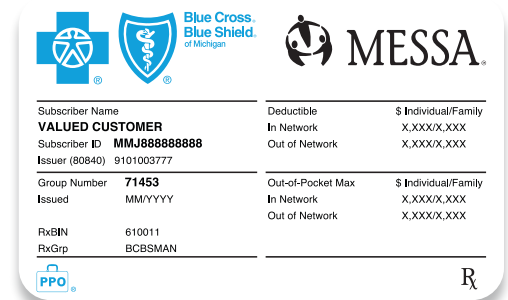 Blue Cross®
Blue Shield®
of Michigan
MESSA®
Subscriber Name
VALUED CUSTOMER
Subscriber ID MMJ888888888
Issuer (80840) 9101003777
Group Number 71453
Issued MM/YYYY
RxBIN 610011
RxGrp BCBSMAN
Deductible $ Individual/Family
In Network X,XXX/X,XXX
Out of Network X,XXX/X,XXX
Out-of-Pocket Max $ Individual/Family
In Network X,XXX/X,XXX
Out of Network X,XXX/X,XXX
PPO®
Rx